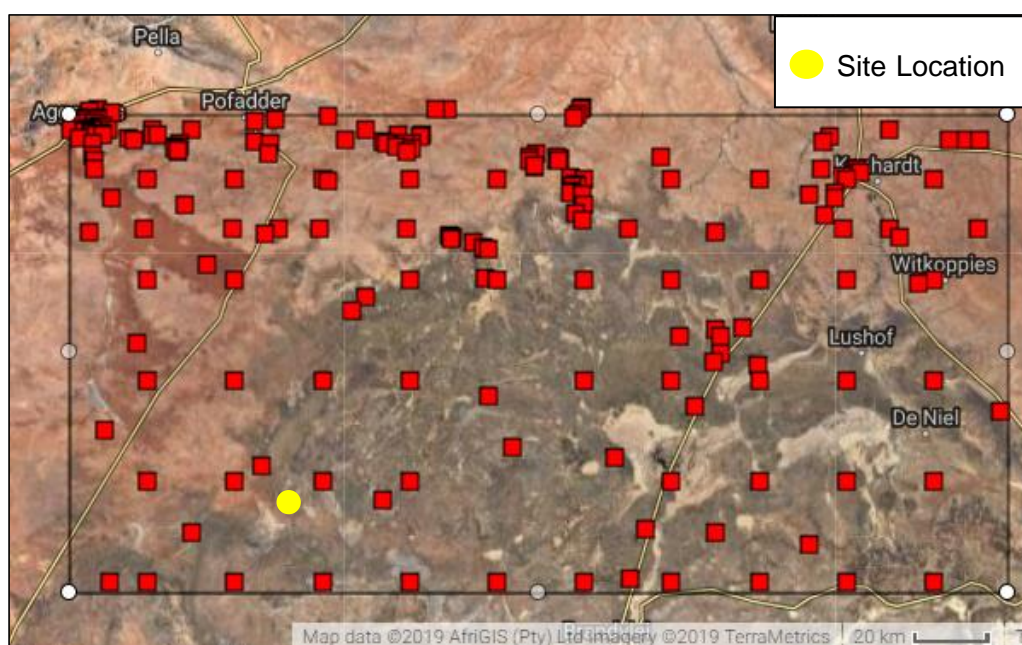 Pella
Site Location
Pofadder
Witkoppies
Lushof
De Niel
Map data ©2019 AfriGIS (Pty) Ltd Imagery ©2019 TerraMetrics
20 km